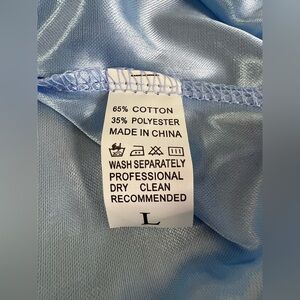 65% COTTON
35% POLYESTER
MADE IN CHINA
WASH SEPARATELY
PROFESSIONAL
DRY CLEAN
RECOMMENDED
L